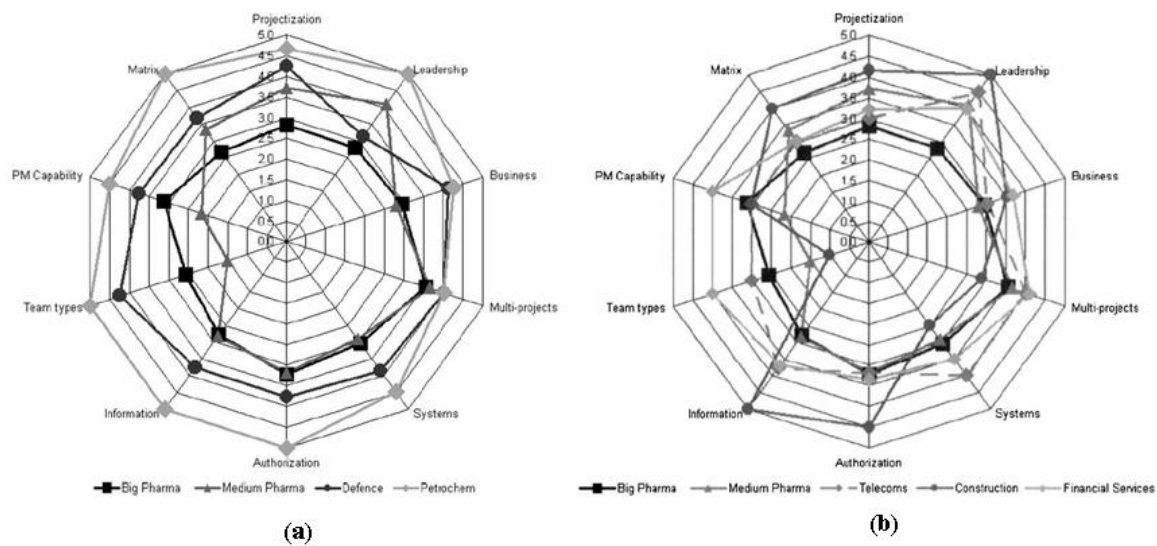 Projectization
5.0
4.5
4.0
3.5
3.0
2.5
2.0
1.5
1.0
0.5
0.0
Matrix
Leadership
PM Capability
Business
Team types
Multi-projects
Information
Systems
Authorization
Big Pharma Medium Pharma Defence Petrochem
(a)
Projectization
5.0
4.5
4.0
3.5
3.0
2.5
2.0
1.5
1.0
0.5
0.0
Matrix
Leadership
PM Capability
Business
Team types
Multi-projects
Information
Systems
Authorization
Big Pharma Medium Pharma Telecoms Construction Financial Services
(b)